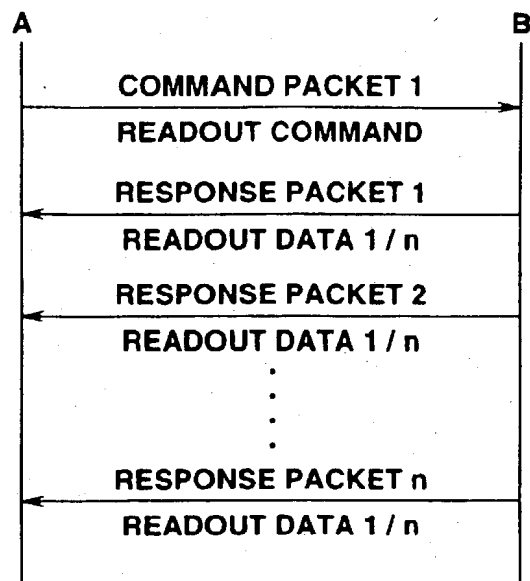 A B
COMMAND PACKET 1
READOUT COMMAND
RESPONSE PACKET 1
READOUT DATA 1 / n
RESPONSE PACKET 2
READOUT DATA 1 / n
RESPONSE PACKET n
READOUT DATA 1 / n